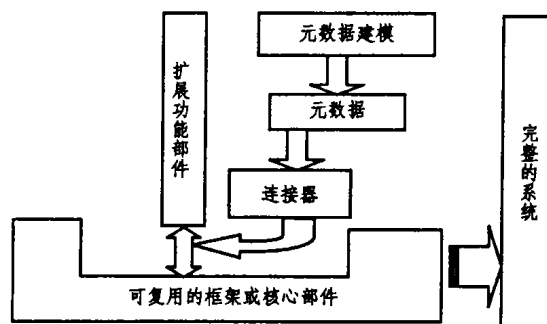 元数据建模
扩展功能部件
元数据
连接器
完整的系统
可复用的框架或核心部件